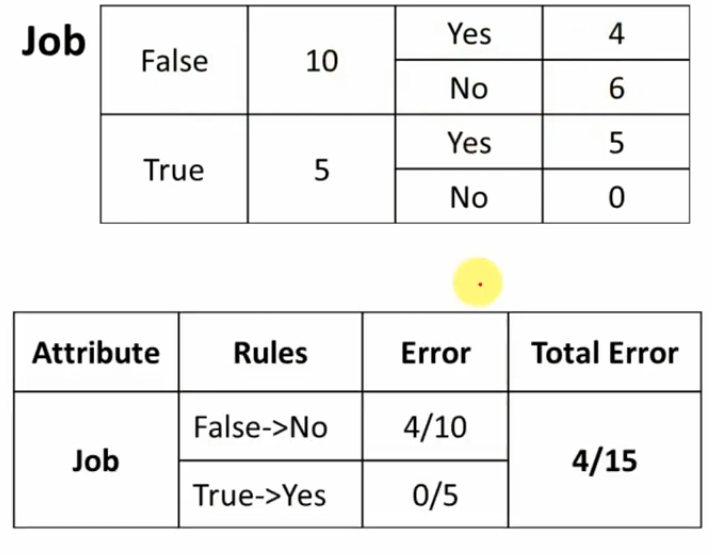 Job
False 10 Yes 4
No 6
True 5 Yes 5
No 0
Attribute Rules Error Total Error
Job False->No 4/10 4/15
True->Yes 0/5